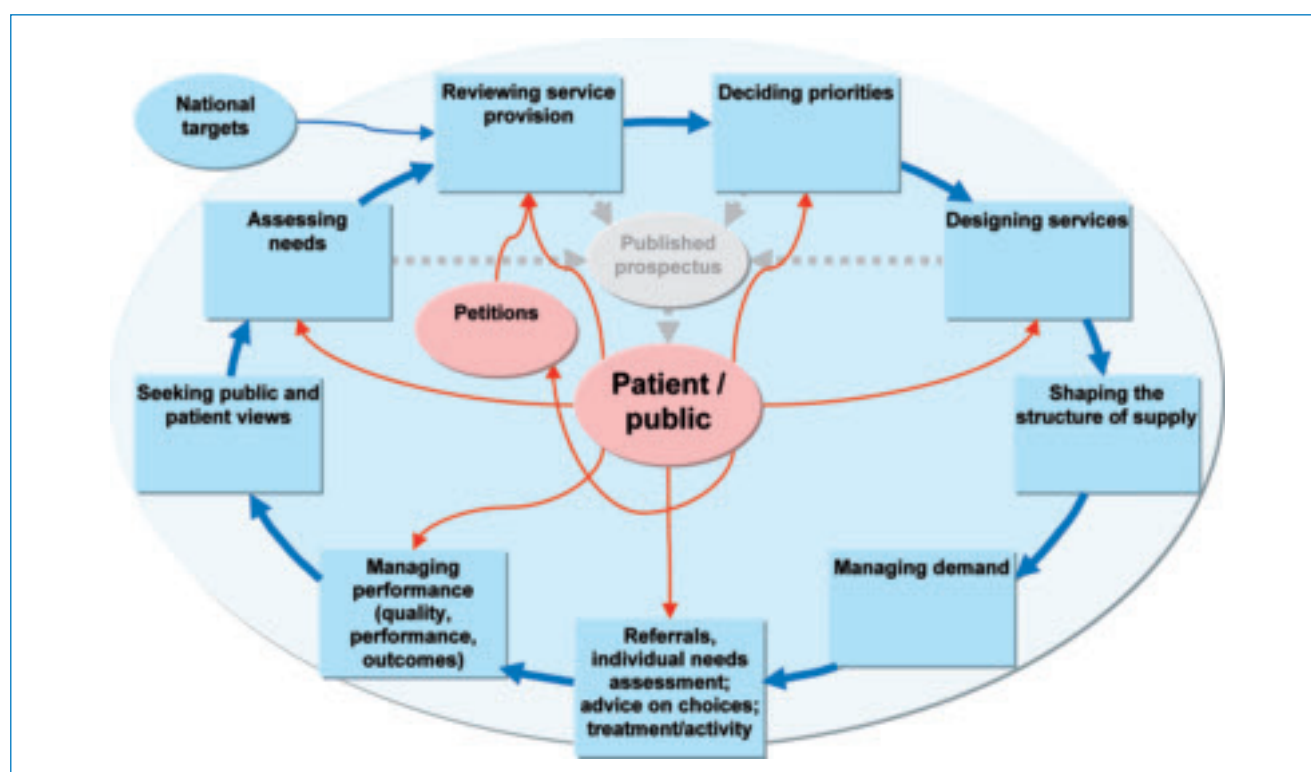 National
targets
Reviewing service
provision
Deciding priorities
Assessing
needs
Published
prospectus
Designing services
Petitions
Patient /
public
Seeking public and
patient views
Shaping the
structure of supply
Managing
performance
(quality,
performance,
outcomes)
Referrals,
individual needs
assessment;
advice on choices;
treatment/activity
Managing demand